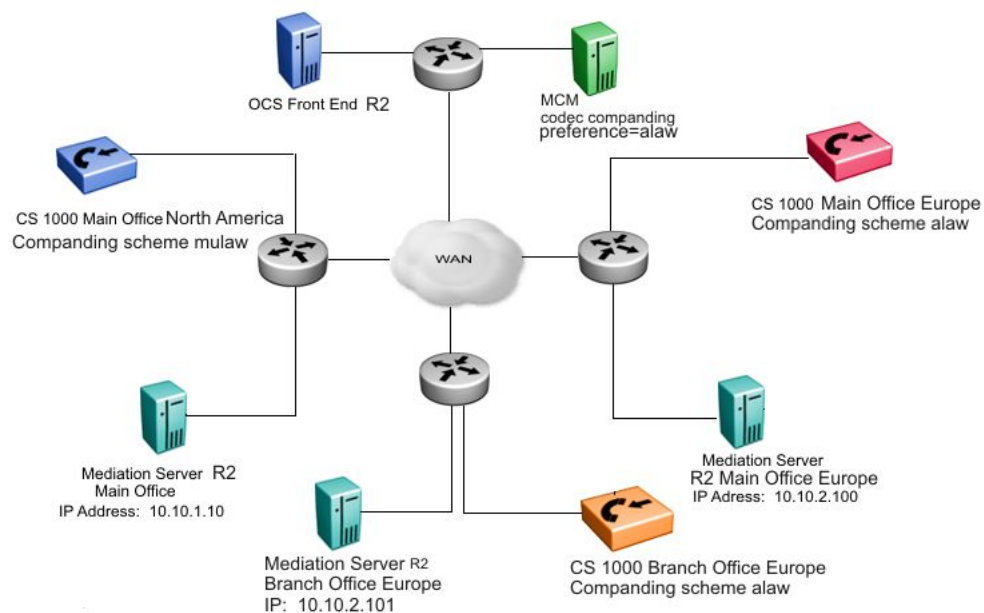 OCS Front End R2
MCM
codec companding
preference=alaw
CS 1000 Main Office North America
Companding scheme mulaw
CS 1000 Main Office Europe
Companding scheme alaw
WAN
Mediation Server R2
Main Office
IP Address: 10.10.1.10
Mediation Server
R2 Main Office Europe
IP Adress: 10.10.2.100
Mediation Server R2
Branch Office Europe
IP: 10.10.2.101
CS 1000 Branch Office Europe
Companding scheme alaw